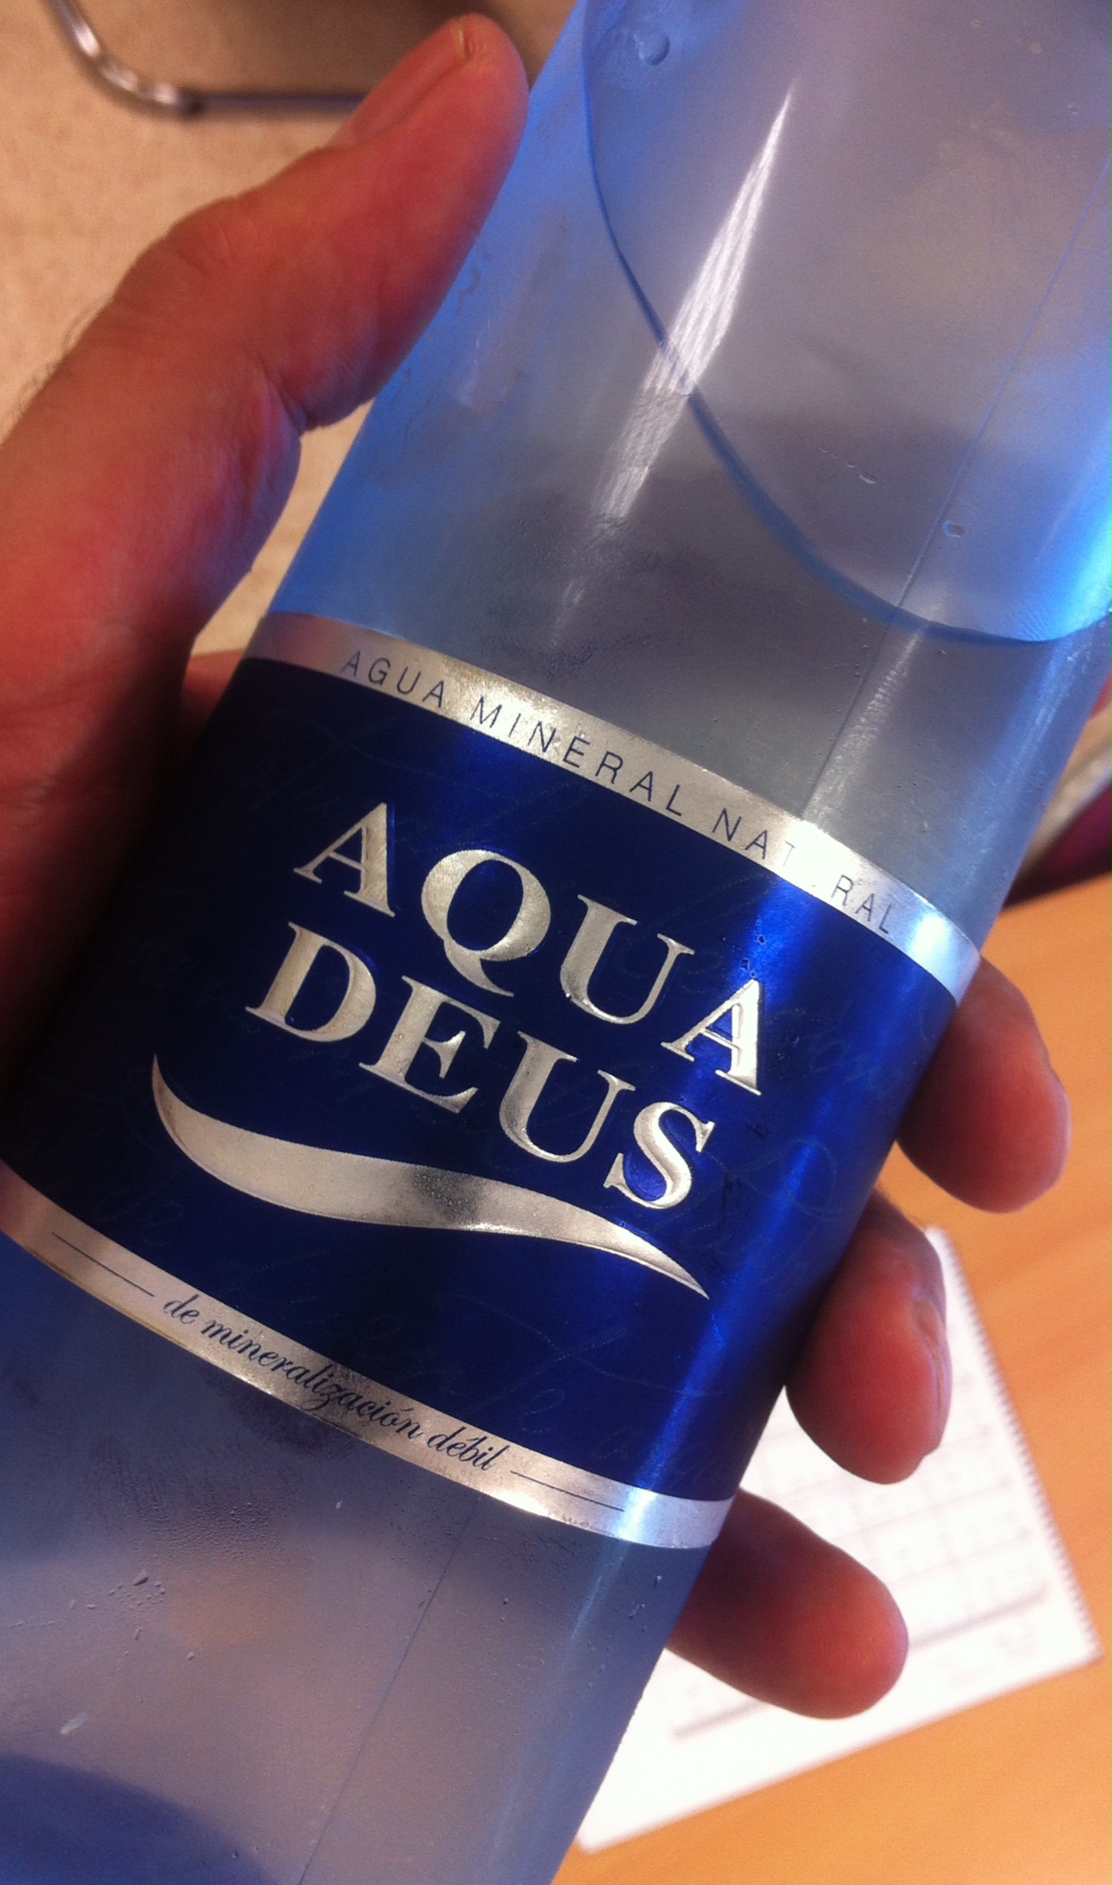 AGUA MINERAL NATURAL
AQUA
DEUS
de mineralización débil